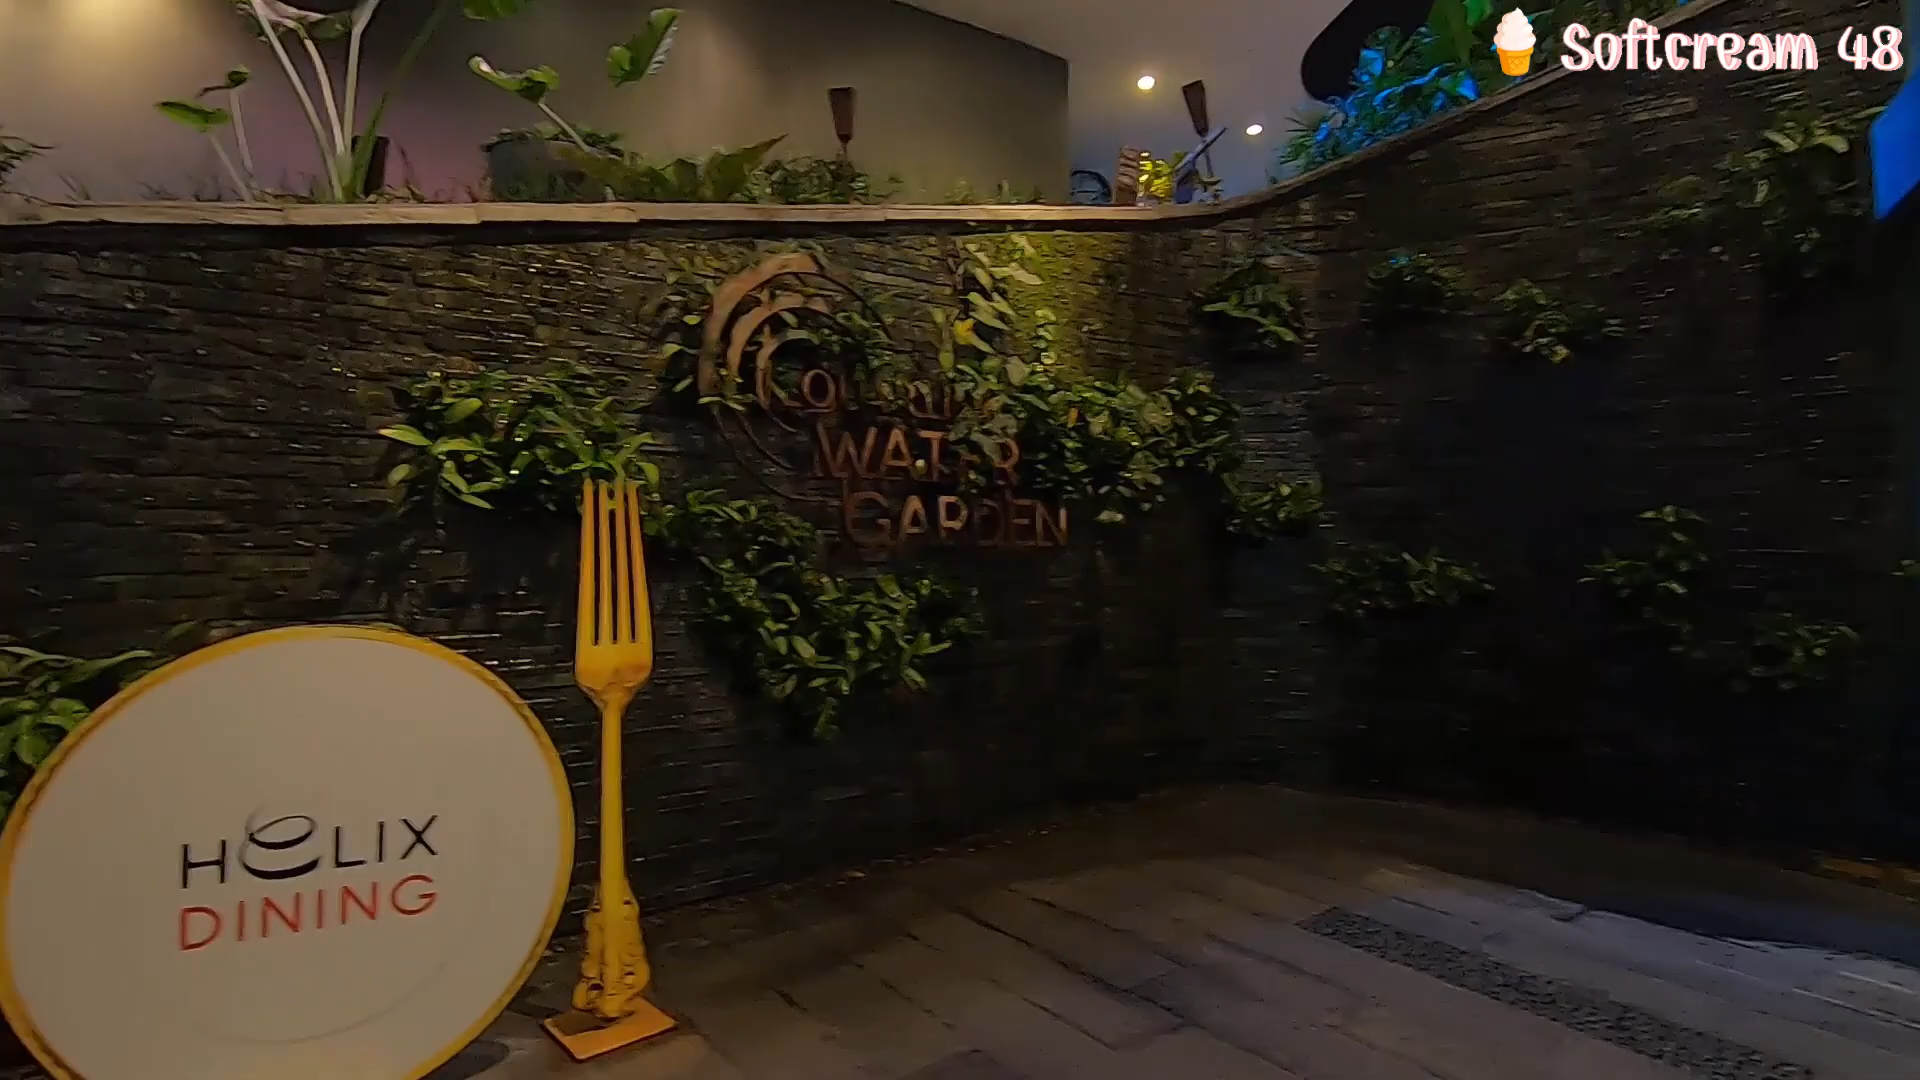 Softcream 48
WATER
GARDEN
HELIX
DINING